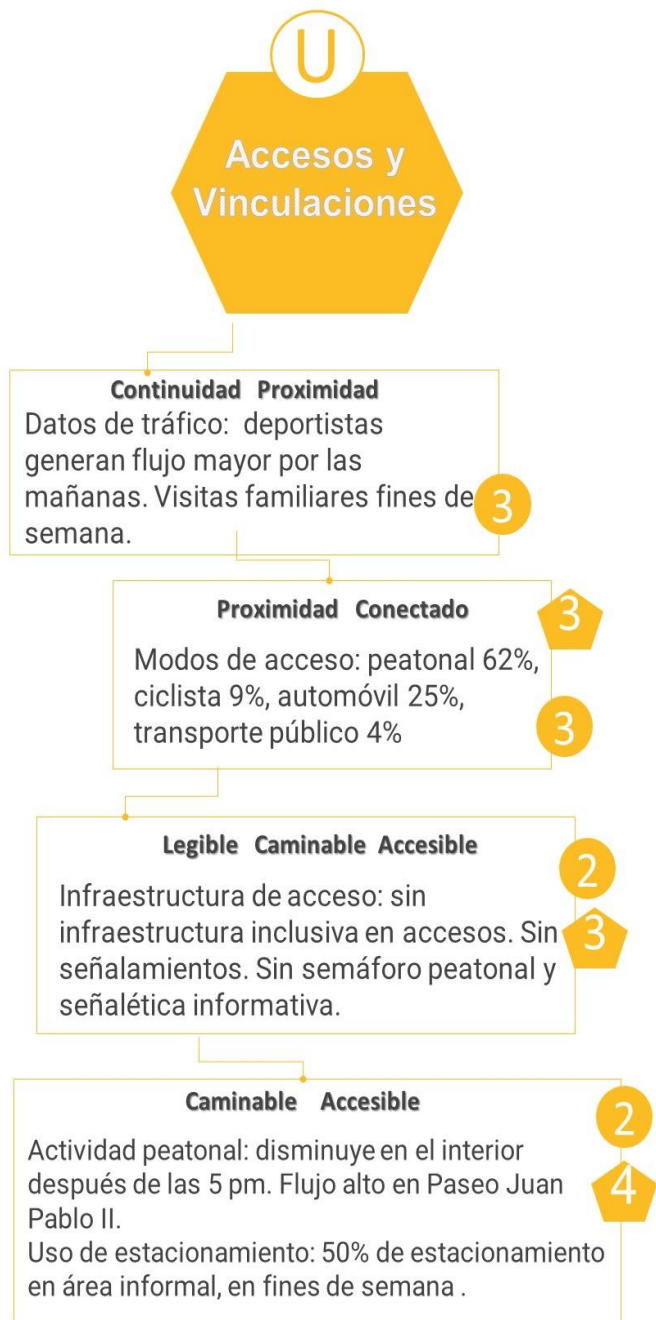 U
Accesos y
Vinculaciones
Continuidad Proximidad
Datos de tráfico: deportistas
generan flujo mayor por las
mañanas. Visitas familiares fines de
semana.
3
Proximidad Conectado
3
Modos de acceso: peatonal 62%,
ciclista 9%, automóvil 25%,
transporte público 4%
3
Legible Caminable Accesible
2
Infraestructura de acceso: sin
infraestructura inclusiva en accesos. Sin
señalamientos. Sin semáforo peatonal y
señalética informativa.
3
Caminable Accesible
2
Actividad peatonal: disminuye en el interior
después de las 5 pm. Flujo alto en Paseo Juan
Pablo II.
4
Uso de estacionamiento: 50% de estacionamiento
en área informal, en fines de semana .